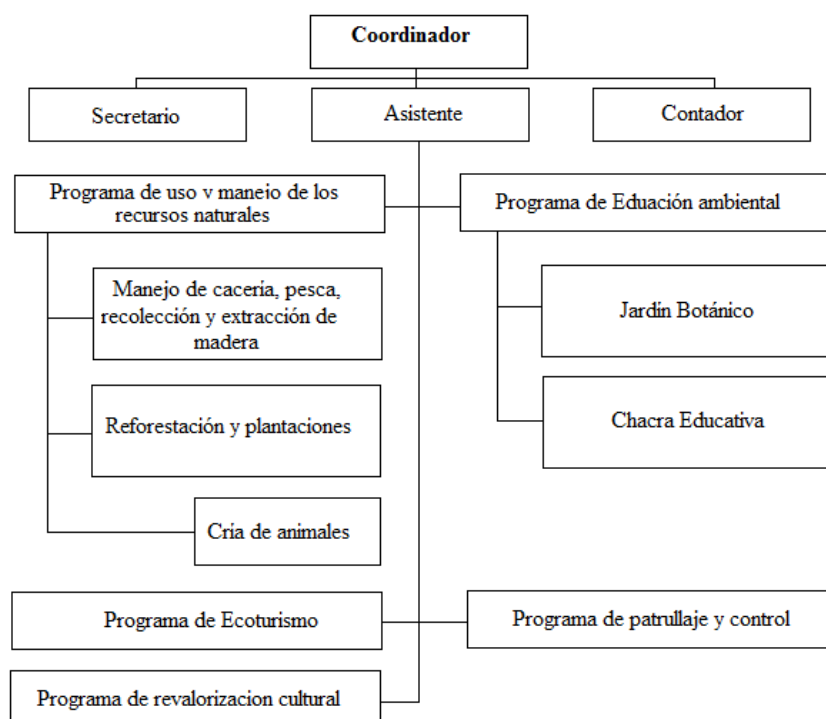 Coordinador
Secretario
Asistente
Contador
Programa de uso v manejo de los
recursos naturales
Programa de Eduación ambiental
Manejo de cacería, pesca,
recolección y extracción de
madera
Jardín Botánico
Reforestación y plantaciones
Chacra Educativa
Cría de animales
Programa de Ecoturismo
Programa de patrullaje y control
Programa de revalorizacion cultural